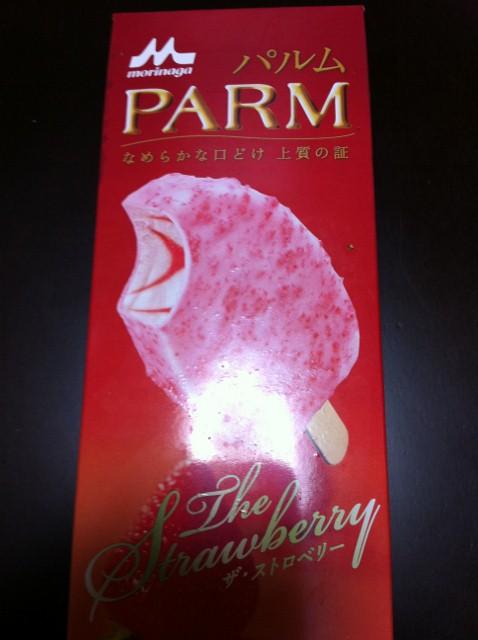 morinaga
パルム
PARM
なめらかな口どけ 上質の証
The
Strawberry
ザ・ストロベリー